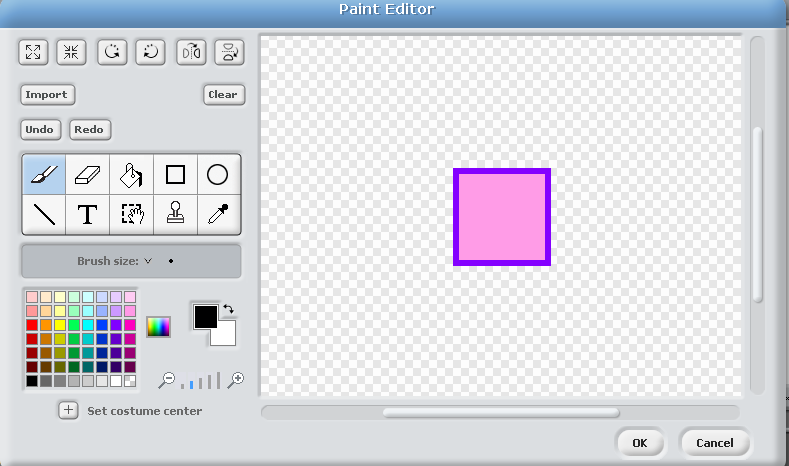 Paint Editor
Import
Clear
Undo
Redo
T
Brush size:
Set costume center
OK
Cancel